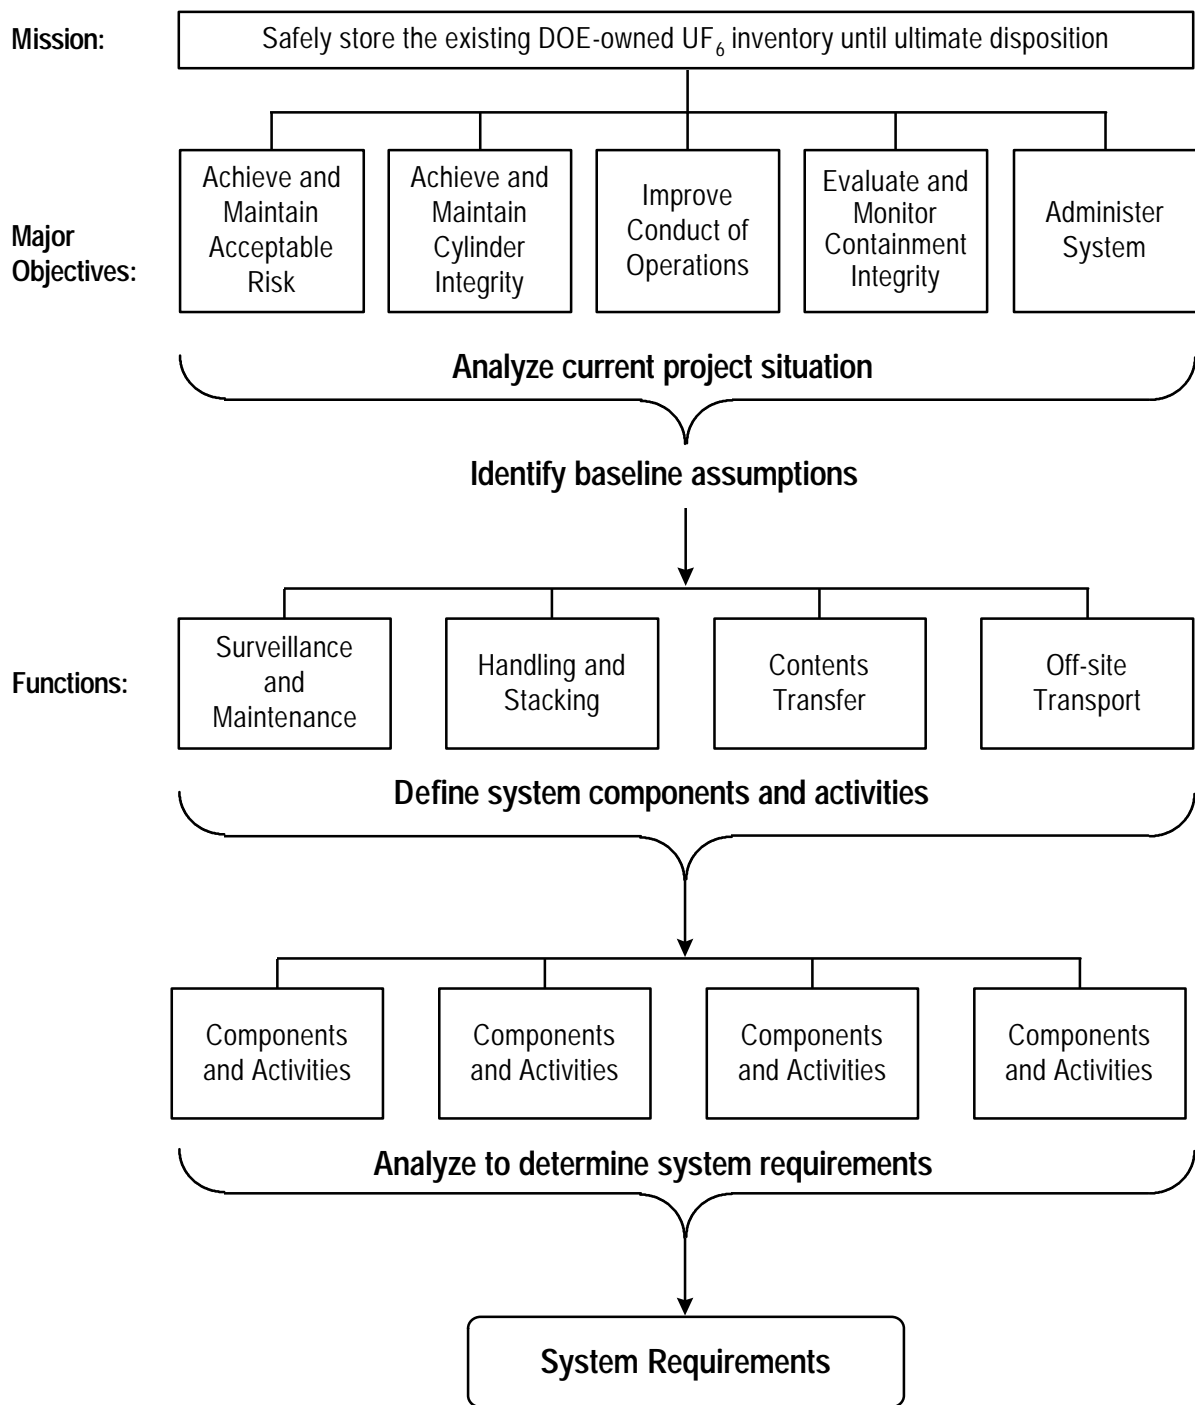 Mission:
Safely store the existing DOE-owned UF6 inventory until ultimate disposition
Major
Objectives:
Achieve and
Maintain
Acceptable
Risk
Achieve and
Maintain
Cylinder
Integrity
Improve
Conduct of
Operations
Evaluate and
Monitor
Containment
Integrity
Administer
System
Analyze current project situation
Identify baseline assumptions
Functions:
Surveillance
and
Maintenance
Handling and
Stacking
Contents
Transfer
Off-site
Transport
Define system components and activities
Components
and Activities
Components
and Activities
Components
and Activities
Components
and Activities
Analyze to determine system requirements
System Requirements